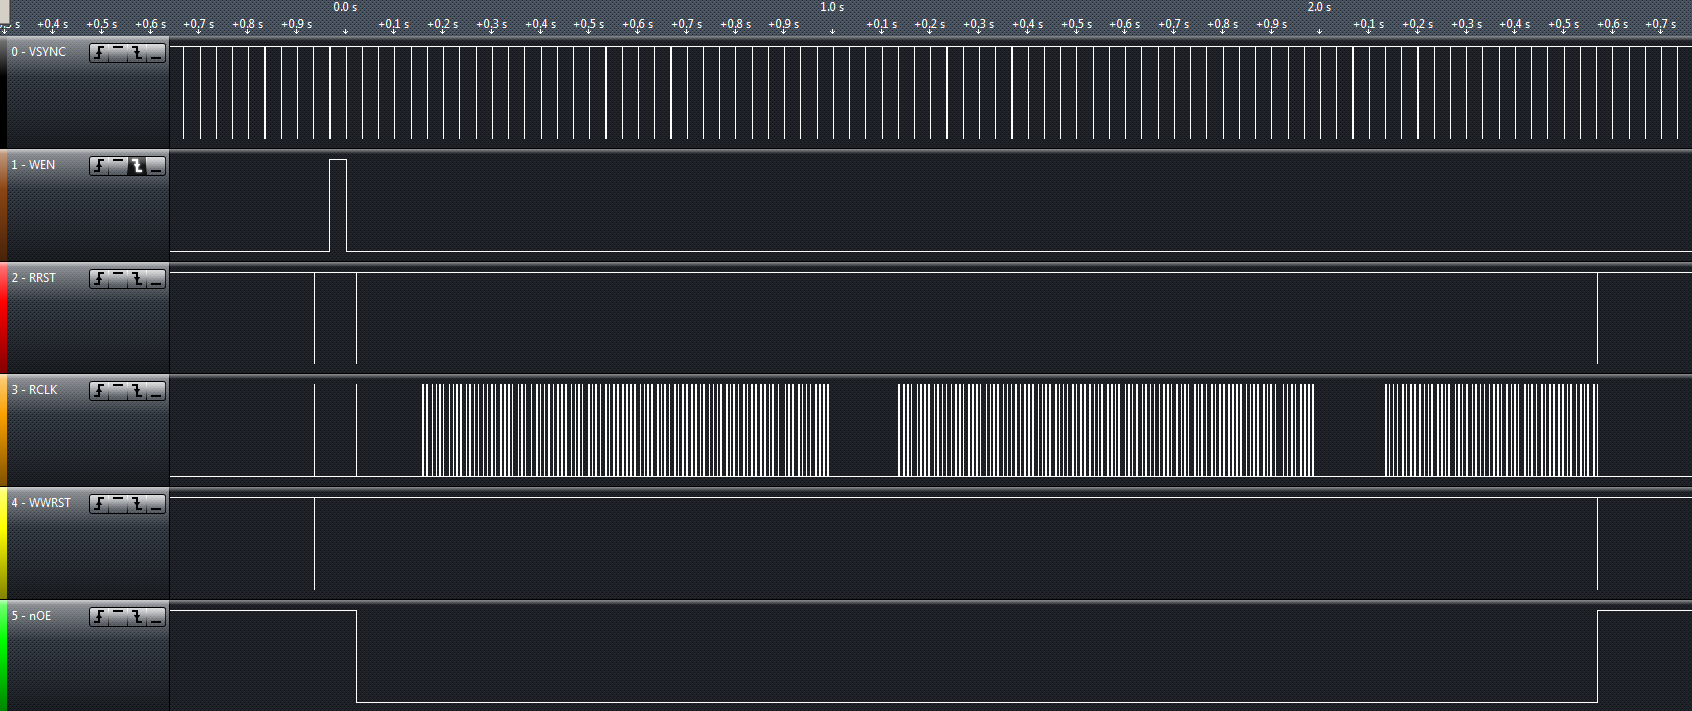 0.0 s 1.0 s 2.0 s
+0.4 s +0.5 s +0.6 s +0.7 s +0.8 s +0.9 s +0.1 s +0.2 s +0.3 s +0.4 s +0.5 s +0.6 s +0.7 s +0.8 s +0.9 s +0.1 s +0.2 s +0.3 s +0.4 s +0.5 s +0.6 s +0.7 s +0.8 s +0.9 s +0.1 s +0.2 s +0.3 s +0.4 s +0.5 s +0.6 s +0.7 s
0 - VSYNC
1 - WEN
2 - RRST
3 - RCLK
4 - WWRST
5 - nOE